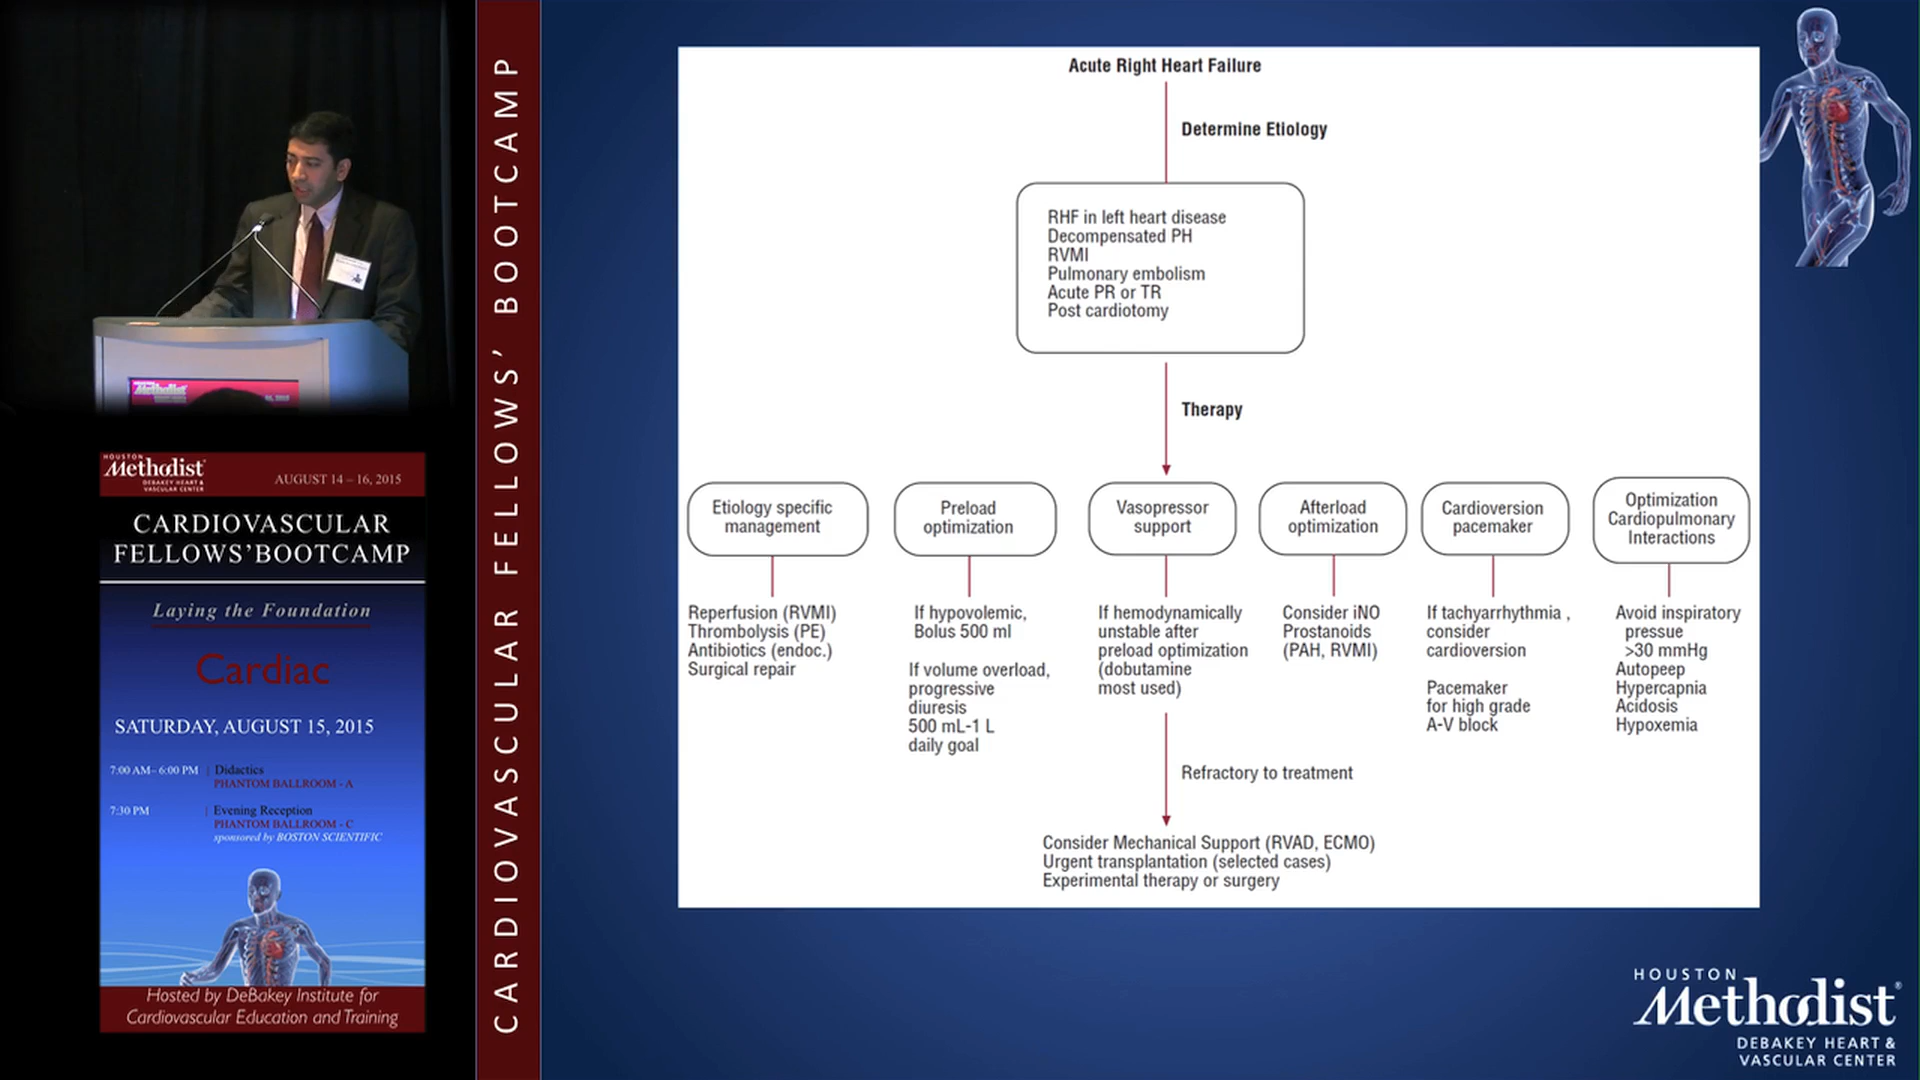 HOUSTON
Methodist
DEBAKEY HEART &
VASCULAR CENTER
AUGUST 14 – 16, 2015
CARDIOVASCULAR
FELLOWS'BOOTCAMP
Laying the Foundation
Cardiac
SATURDAY, AUGUST 15, 2015
7:00 AM– 6:00 PM | Didactics
PHANTOM BALLROOM - A
7:30 PM | Evening Reception
PHANTOM BALLROOM - C
sponsored by BOSTON SCIENTIFIC
Hosted by DeBakey Institute for
Cardiovascular Education and Training
CARDIOVASCULAR FELLOWS' BOOTCAMP
Acute Right Heart Failure
Determine Etiology
RHF in left heart disease
Decompensated PH
RVMI
Pulmonary embolism
Acute PR or TR
Post cardiotomy
Therapy
Etiology specific
management
Reperfusion (RVMI)
Thrombolysis (PE)
Antibiotics (endoc.)
Surgical repair
Preload
optimization
If hypovolemic,
Bolus 500 ml
If volume overload,
progressive
diuresis
500 mL-1 L
daily goal
Vasopressor
support
If hemodynamically
unstable after
preload optimization
(dobutamine
most used)
Afterload
optimization
Consider iNO
Prostanoids
(PAH, RVMI)
Cardioversion
pacemaker
If tachyarrhythmia ,
consider
cardioversion
Pacemaker
for high grade
A-V block
Optimization
Cardiopulmonary
Interactions
Avoid inspiratory
pressue
>30 mmHg
Autopeep
Hypercapnia
Acidosis
Hypoxemia
Refractory to treatment
Consider Mechanical Support (RVAD, ECMO)
Urgent transplantation (selected cases)
Experimental therapy or surgery
HOUSTON
Methodist®
DEBAKEY HEART &
VASCULAR CENTER
Methodist